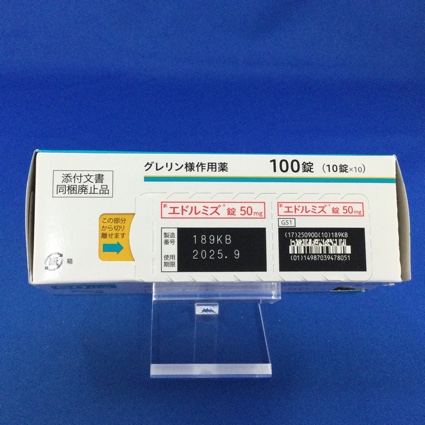 グレリン様作用薬 100錠 (10錠×10)
添付文書
同梱廃止品
この部分
から切り
離せます
エドルミズ®錠 50mg
製造
番号 189KB
使用
期限 2025.9
エドルミズ®錠 50mg
GS1
(17)250900(10)189KB
(01)14987039478051
紙 箱